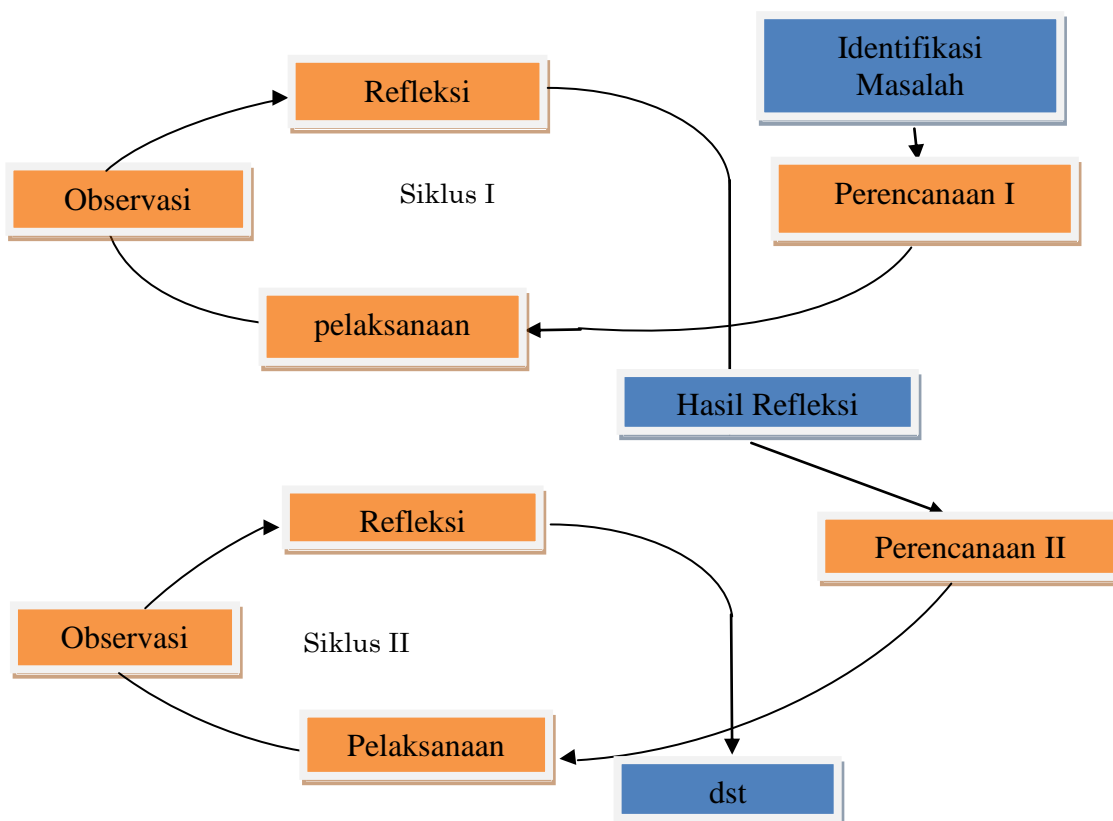 Identifikasi
Masalah
Refleksi
Perencanaan I
Observasi
Siklus I
pelaksanaan
Hasil Refleksi
Refleksi
Perencanaan II
Observasi
Siklus II
Pelaksanaan
dst